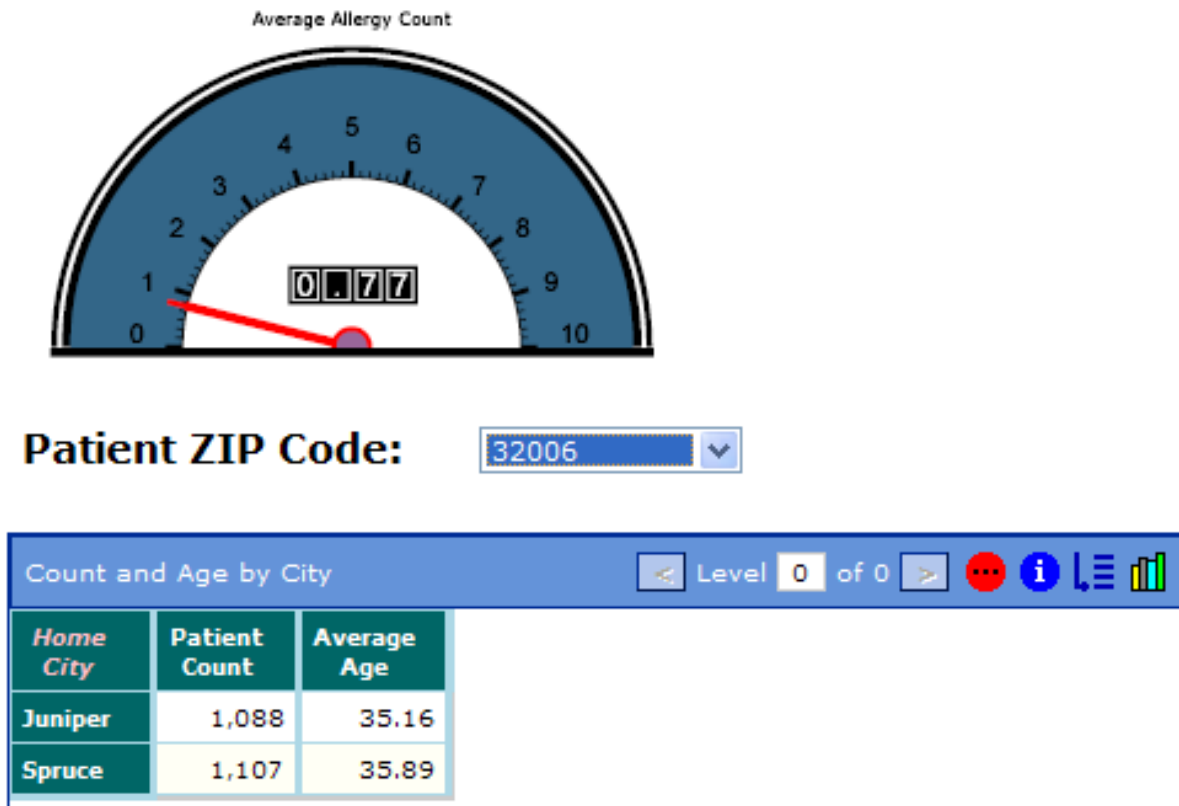 Average Allergy Count
5
4 6
3 7
2 8
1 0.77 9
0 10
Patient ZIP Code: 32006
Count and Age by City < Level 0 of 0 > ... i
Home City Patient Count Average Age
Juniper 1,088 35.16
Spruce 1,107 35.89